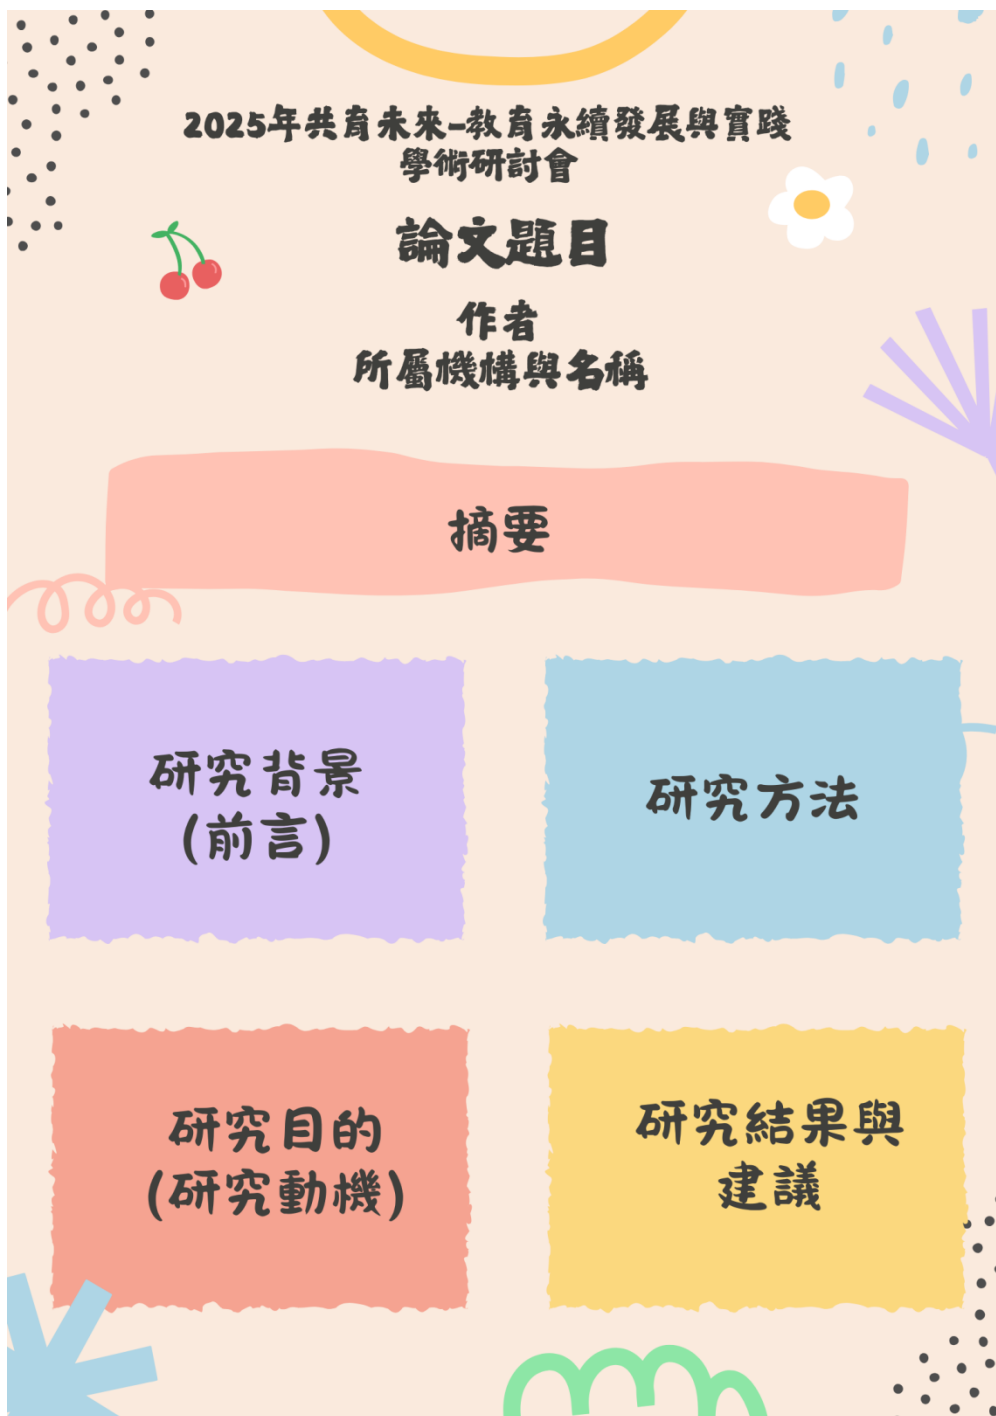 2025年共育未來-教育永續發展與實踐
學術研討會
論文題目
作者
所屬機構與名稱
摘要
研究背景
(前言)
研究方法
研究目的
(研究動機)
研究結果與
建議